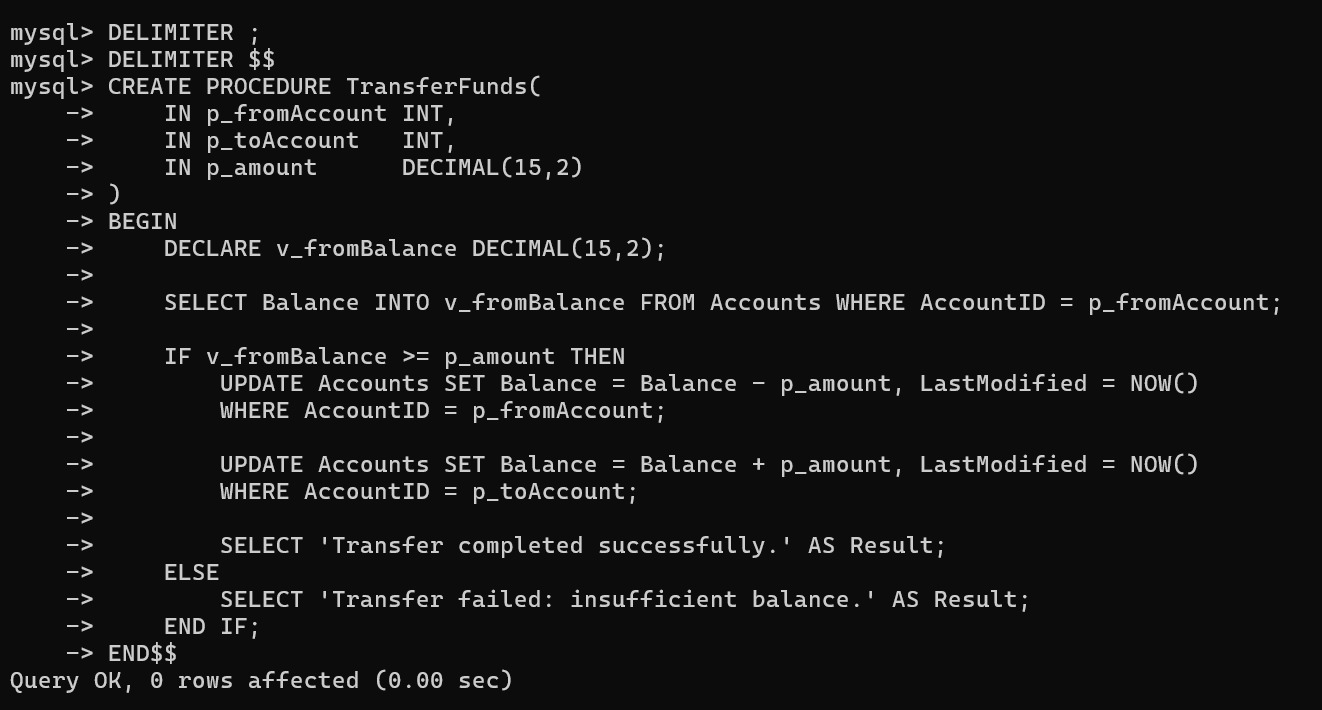 mysql> DELIMITER ;
mysql> DELIMITER $$
mysql> CREATE PROCEDURE TransferFunds(
    ->     IN p_fromAccount INT,
    ->     IN p_toAccount   INT,
    ->     IN p_amount      DECIMAL(15,2)
    -> )
    -> BEGIN
    ->     DECLARE v_fromBalance DECIMAL(15,2);
    ->
    ->     SELECT Balance INTO v_fromBalance FROM Accounts WHERE AccountID = p_fromAccount;
    ->
    ->     IF v_fromBalance >= p_amount THEN
    ->         UPDATE Accounts SET Balance = Balance - p_amount, LastModified = NOW()
    ->         WHERE AccountID = p_fromAccount;
    ->
    ->         UPDATE Accounts SET Balance = Balance + p_amount, LastModified = NOW()
    ->         WHERE AccountID = p_toAccount;
    ->
    ->         SELECT 'Transfer completed successfully.' AS Result;
    ->     ELSE
    ->         SELECT 'Transfer failed: insufficient balance.' AS Result;
    ->     END IF;
    -> END$$
Query OK, 0 rows affected (0.00 sec)